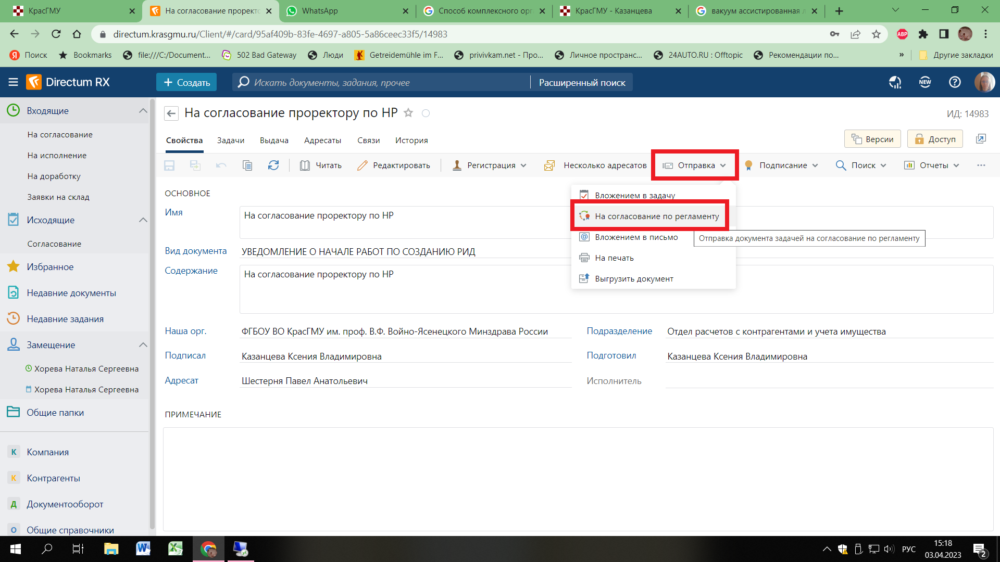 КрасГМУ
На согласование проректо
WhatsApp
Способ комплексного орг
КрасГМУ - Казанцева
вакуум ассистированная л
directum.krasgmu.ru/Client/#/card/95af409b-83fe-4697-a805-5a86ceec33f5/14983
ABP
Поиск
Bookmarks
file:///C:/Document...
502 Bad Gateway
Люди
Getreidemühle im F...
privivkam.net - Про...
Личное пространс...
24AUTO.RU : Offtopic
Рекомендации по...
»
Другие закладки
Directum RX
+ Создать
Искать документы, задания, прочее
Расширенный поиск
NEW
Входящие
На согласование
На исполнение
На доработку
Заявки на склад
Исходящие
Согласование
Избранное
Недавние документы
Недавние задания
Замещение
Хорева Наталья Сергеевна
Хорева Наталья Сергеевна
Общие папки
К Компания
К Контрагенты
Д Документооборот
О Общие справочники
На согласование проректору по НР
ИД: 14983
Свойства
Задачи
Выдача
Адресаты
Связи
История
Версии
Доступ
Читать
Редактировать
Регистрация
Несколько адресатов
Отправка
Подписание
Поиск
Отчеты
...
Вложением в задачу
На согласование по регламенту
Вложением в письмо
На печать
Выгрузить документ
Отправка документа задачей на согласование по регламенту
ОСНОВНОЕ
Имя
На согласование проректору по НР
Вид документа
УВЕДОМЛЕНИЕ О НАЧАЛЕ РАБОТ ПО СОЗДАНИЮ РИД
Содержание
На согласование проректору по НР
Наша орг.
ФГБОУ ВО КрасГМУ им. проф. В.Ф. Войно-Ясенецкого Минздрава России
Подразделение
Отдел расчетов с контрагентами и учета имущества
Подписал
Казанцева Ксения Владимировна
Подготовил
Казанцева Ксения Владимировна
Адресат
Шестерня Павел Анатольевич
Исполнитель
ПРИМЕЧАНИЕ
РУС
15:18
03.04.2023
2